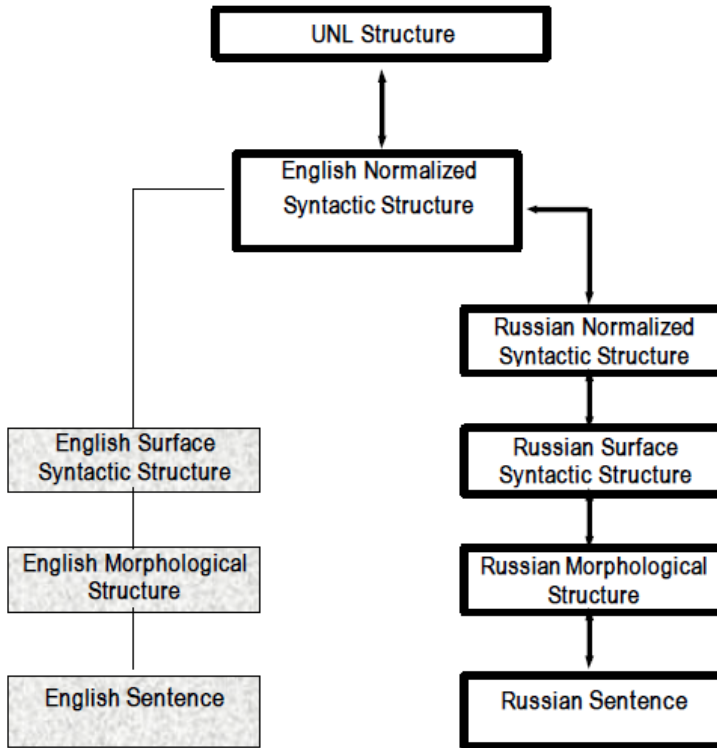 UNL Structure
English Normalized
Syntactic Structure
Russian Normalized
Syntactic Structure
English Surface
Syntactic Structure
Russian Surface
Syntactic Structure
English Morphological
Structure
Russian Morphological
Structure
English Sentence
Russian Sentence